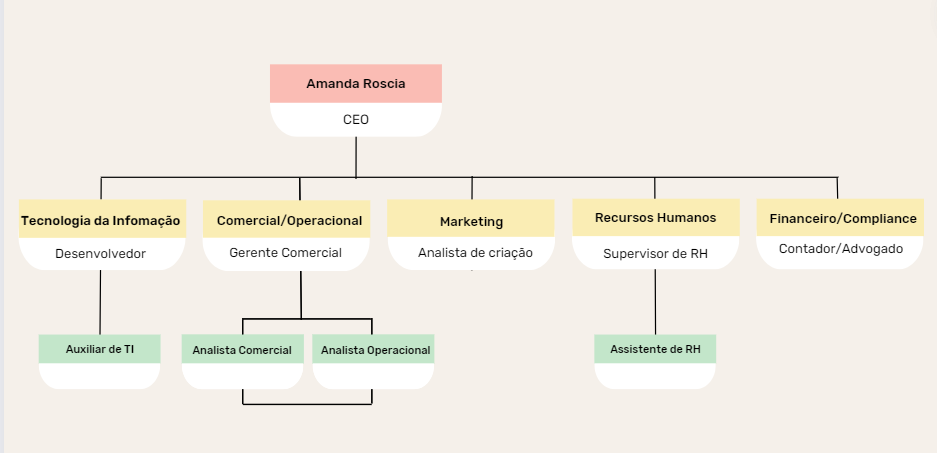 Amanda Roscia
CEO
Tecnologia da Infomação
Desenvolvedor
Comercial/Operacional
Gerente Comercial
Marketing
Analista de criação
Recursos Humanos
Supervisor de RH
Financeiro/Compliance
Contador/Advogado
Auxiliar de TI
Analista Comercial
Analista Operacional
Assistente de RH